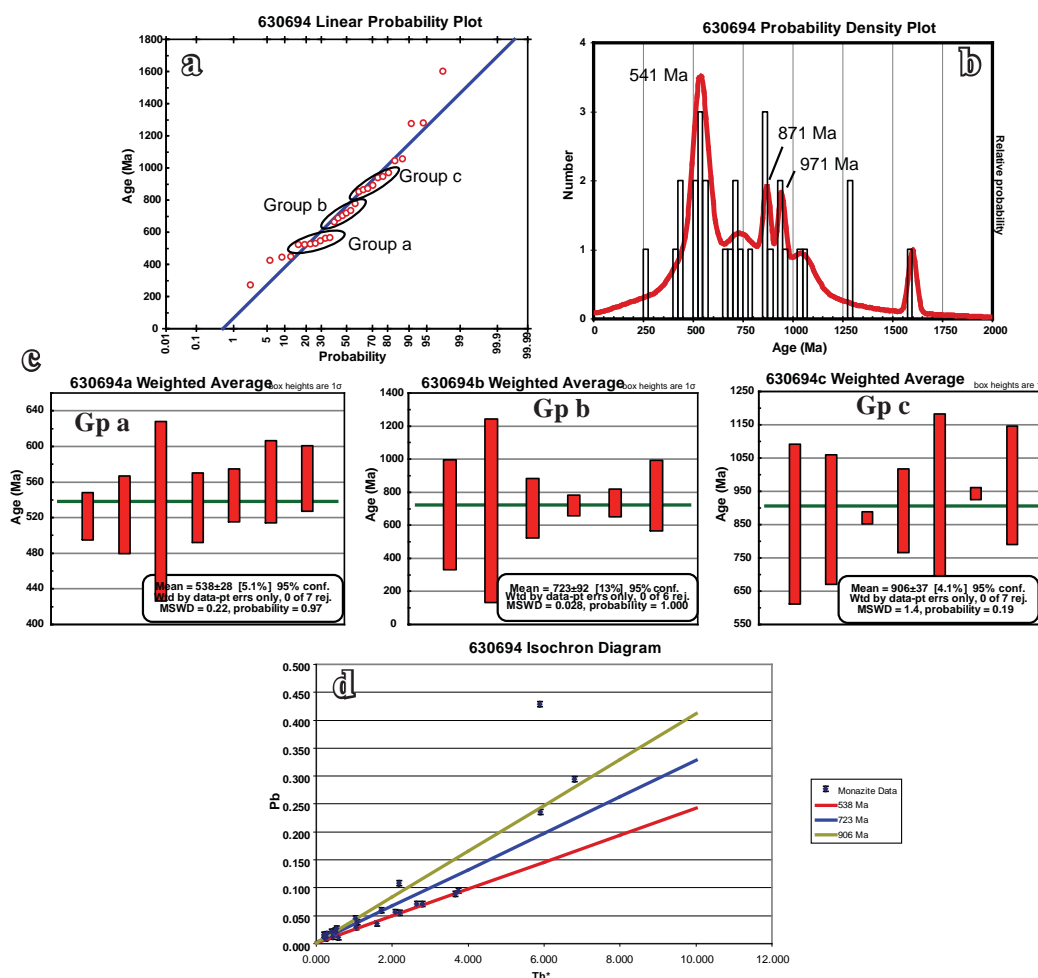 630694 Linear Probability Plot
a
Age (Ma)
1800
1600
1400
1200
1000
800
600
400
200
0
Group c
Group b
Group a
0.01 0.1 1 5 10 20 30 50 70 80 90 95 99 99.9 99.99
Probability
630694 Probability Density Plot
b
541 Ma
871 Ma
971 Ma
Number
4
3
2
1
0
Relative probability
0 250 500 750 1000 1250 1500 1750 2000
Age (Ma)
c
630694a Weighted Average
box heights are 1σ
Gp a
Age (Ma)
640
600
560
520
480
440
400
Mean = 538±28 [5.1%] 95% conf.
Wtd by data-pt errs only, 0 of 7 rej.
MSWD = 0.22, probability = 0.97
630694b Weighted Average
box heights are 1σ
Gp b
Age (Ma)
1400
1200
1000
800
600
400
200
0
Mean = 723±92 [13%] 95% conf.
Wtd by data-pt errs only, 0 of 6 rej.
MSWD = 0.028, probability = 1.000
630694c Weighted Average
box heights are 1
Gp c
Age (Ma)
1250
1150
1050
950
850
750
650
550
Mean = 906±37 [4.1%] 95% conf.
Wtd by data-pt errs only, 0 of 7 rej.
MSWD = 1.4, probability = 0.19
630694 Isochron Diagram
d
Pb
0.500
0.450
0.400
0.350
0.300
0.250
0.200
0.150
0.100
0.050
0.000
0.000 2.000 4.000 6.000 8.000 10.000 12.000
Th*
Monazite Data
538 Ma
723 Ma
906 Ma